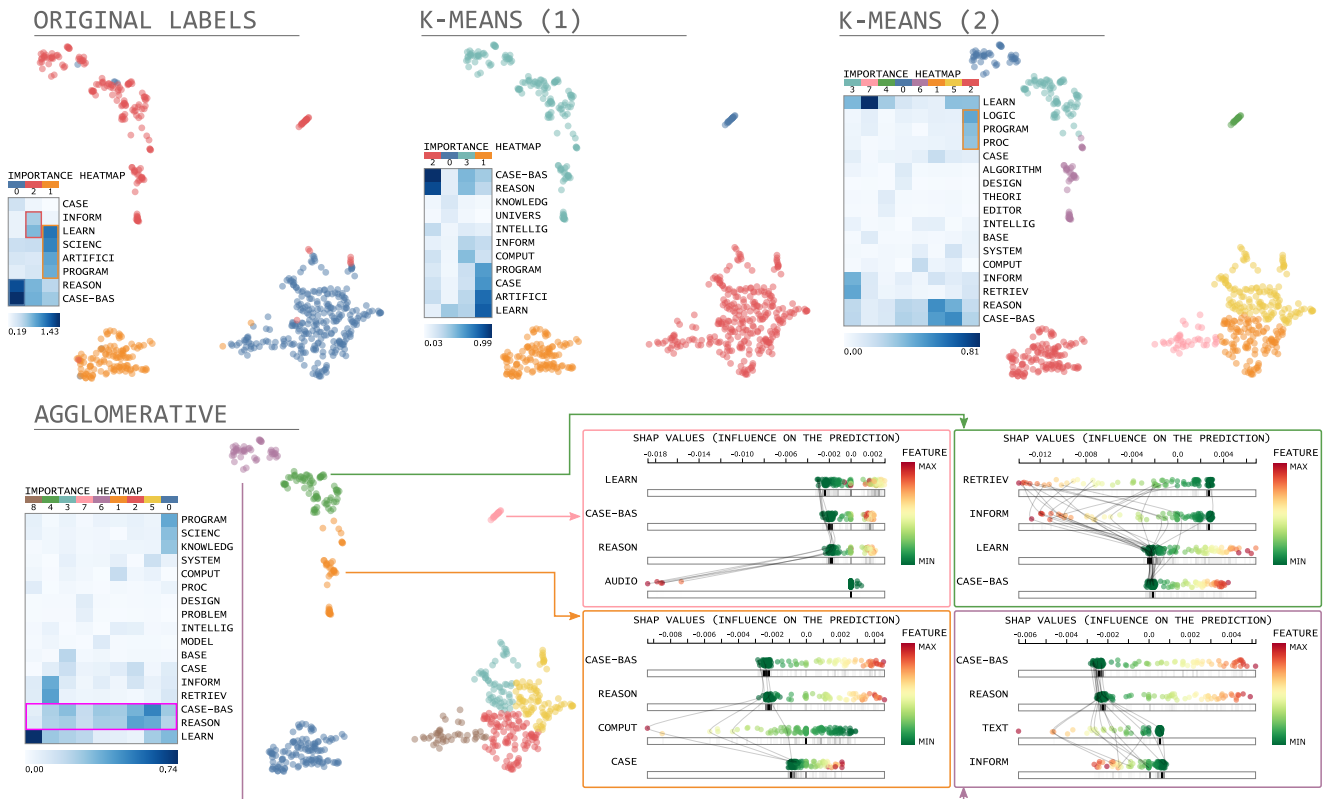 ORIGINAL LABELS
IMPORTANCE HEATMAP
0 2 1
CASE
INFORM
LEARN
SCIENC
ARTIFICI
PROGRAM
REASON
CASE-BAS
0.19 1.43
K-MEANS (1)
IMPORTANCE HEATMAP
2 0 3 1
CASE-BAS
REASON
KNOWLEDG
UNIVERS
INTELLIG
INFORM
COMPUT
PROGRAM
CASE
ARTIFICI
LEARN
0.03 0.99
K-MEANS (2)
IMPORTANCE HEATMAP
3 7 4 0 6 1 5 2
LEARN
LOGIC
PROGRAM
PROC
CASE
ALGORITHM
DESIGN
THEORI
EDITOR
INTELLIG
BASE
SYSTEM
COMPUT
INFORM
RETRIEV
REASON
CASE-BAS
0.00 0.81
AGGLOMERATIVE
IMPORTANCE HEATMAP
8 4 3 7 6 1 2 5 0
PROGRAM
SCIENC
KNOWLEDG
SYSTEM
COMPUT
PROC
DESIGN
PROBLEM
INTELLIG
MODEL
BASE
CASE
INFORM
RETRIEV
CASE-BAS
REASON
LEARN
0.00 0.74
SHAP VALUES (INFLUENCE ON THE PREDICTION)
-0.018 -0.014 -0.010 -0.006 -0.002 0.0 0.002
FEATURE
MAX
MIN
LEARN
CASE-BAS
REASON
AUDIO
SHAP VALUES (INFLUENCE ON THE PREDICTION)
-0.012 -0.008 -0.004 0.0 0.004
FEATURE
MAX
MIN
RETRIEV
INFORM
LEARN
CASE-BAS
SHAP VALUES (INFLUENCE ON THE PREDICTION)
-0.008 -0.006 -0.004 -0.002 0.0 0.002 0.004
FEATURE
MAX
MIN
CASE-BAS
REASON
COMPUT
CASE
SHAP VALUES (INFLUENCE ON THE PREDICTION)
-0.006 -0.004 -0.002 0.0 0.002 0.004
FEATURE
MAX
MIN
CASE-BAS
REASON
TEXT
INFORM